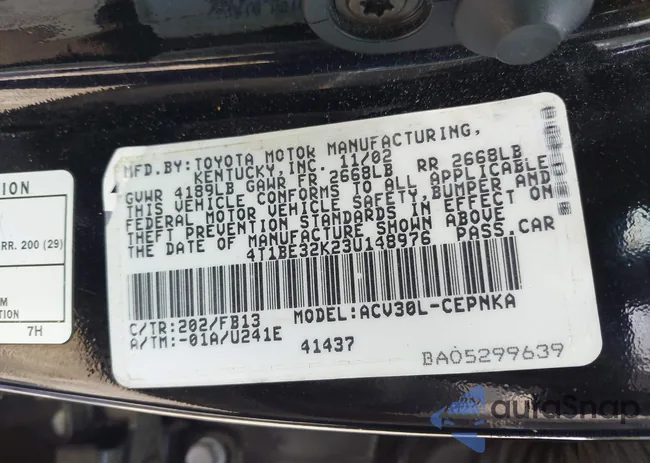 ION
RR. 200 (29)
M
TION
7H
MFD.BY:TOYOTA MOTOR MANUFACTURING,
KENTUCKY,INC. 11/02
GVWR 4189LB GAWR FR 2668LB RR 2668LB
THIS VEHICLE CONFORMS TO ALL APPLICABLE
FEDERAL MOTOR VEHICLE SAFETY,BUMPER AND
THEFT PREVENTION STANDARDS IN EFFECT ON
THE DATE OF MANUFACTURE SHOWN ABOVE
4T1BE32K23U148976 PASS.CAR
C/TR:202/FB13 MODEL:ACV30L-CEPNKA
A/TM:-01A/U241E 41437
BA05299639
autoSnap